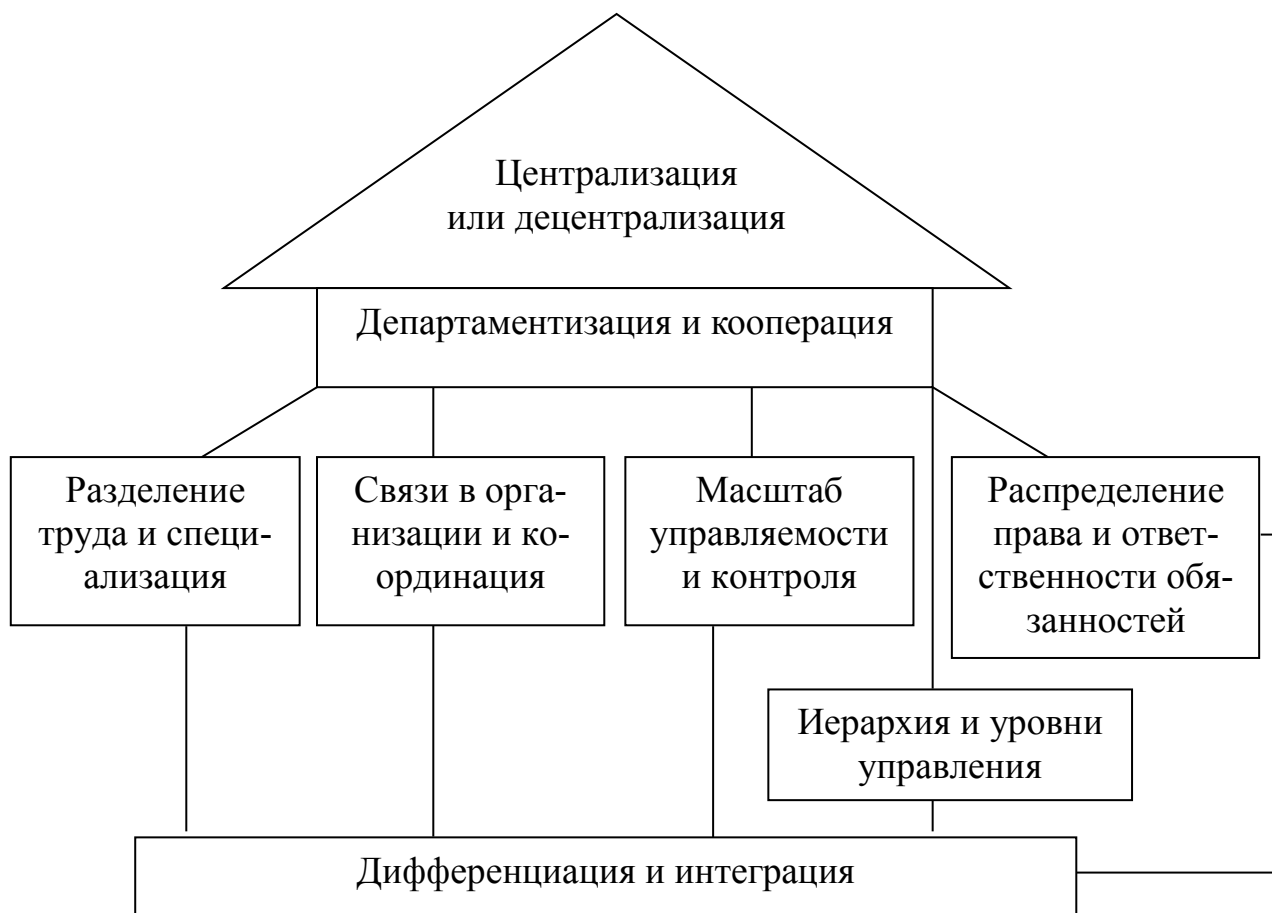 Централизация
или децентрализация
Департаментизация и кооперация
Разделение
труда и специ-
ализация
Связи в орга-
низации и ко-
ординация
Масштаб
управляемости
и контроля
Распределение
права и ответ-
ственности обя-
занностей
Иерархия и уровни
управления
Дифференциация и интеграция